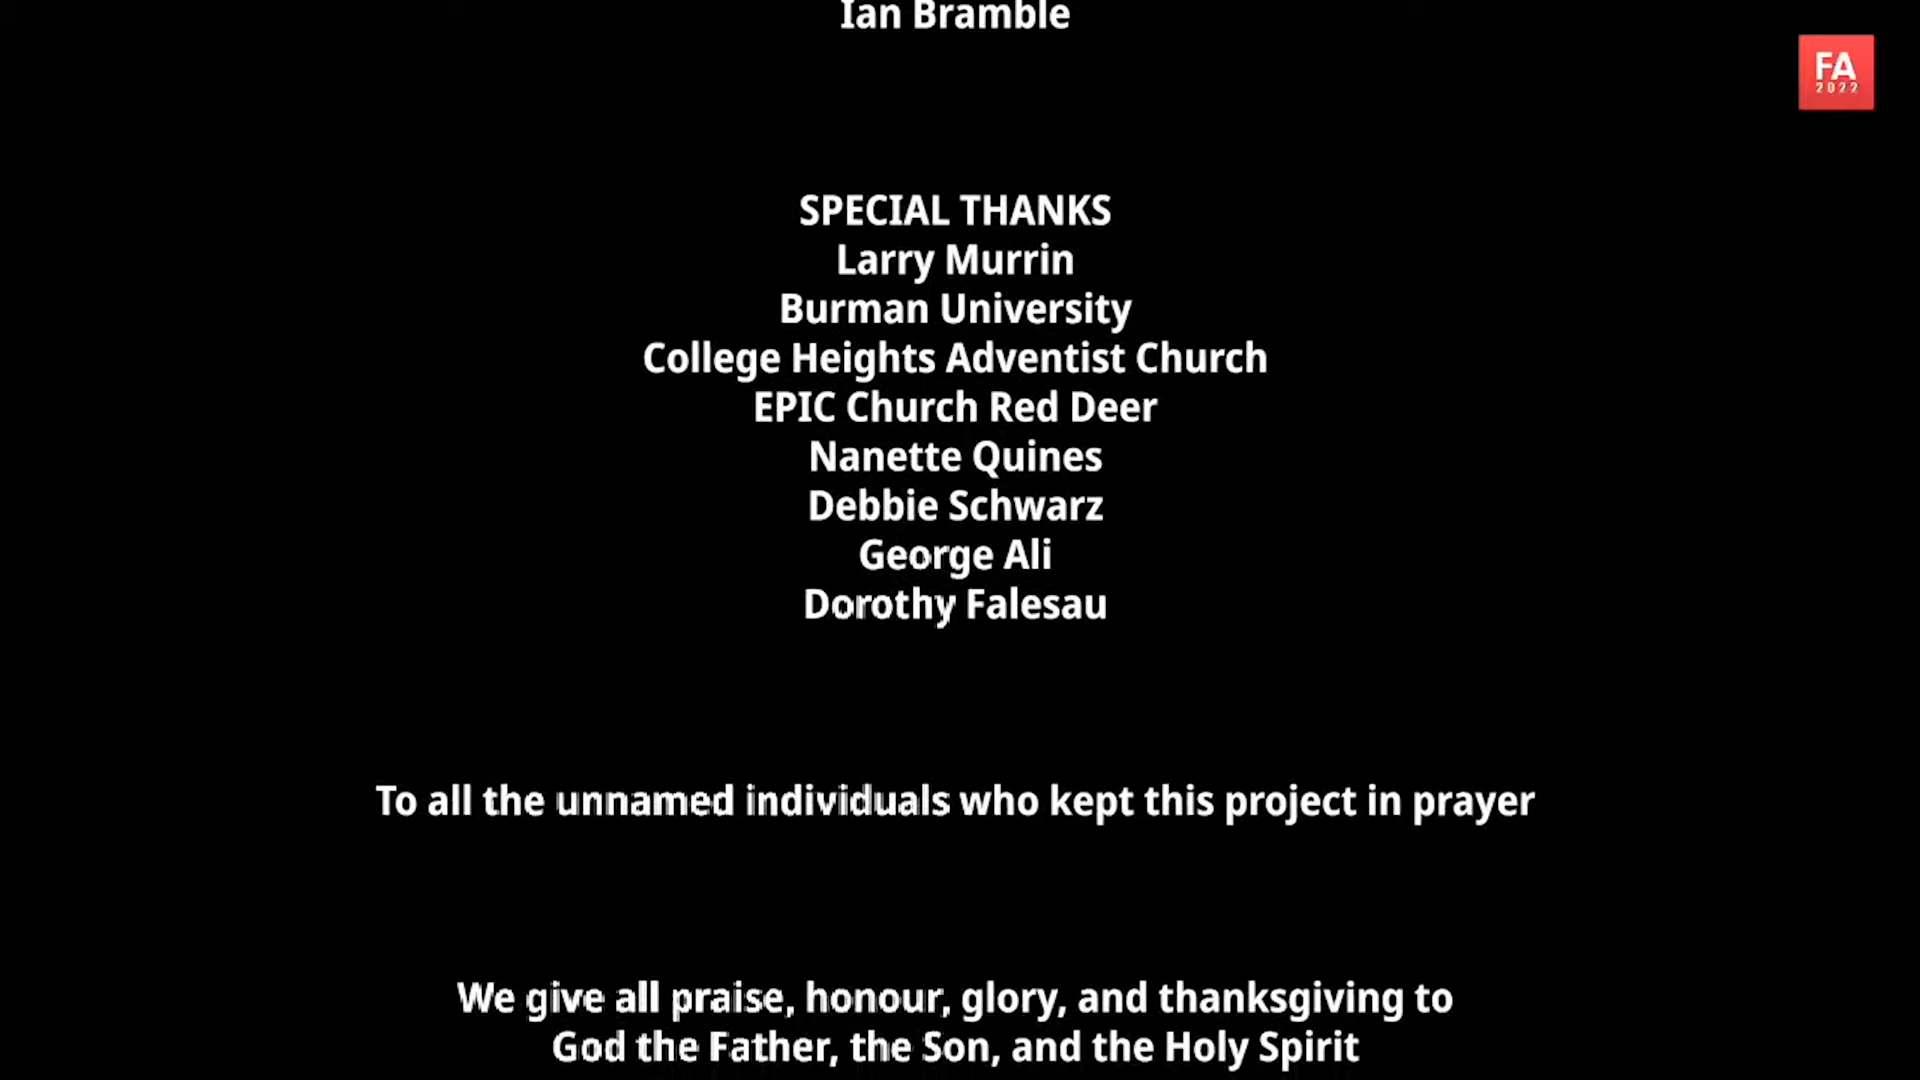 Ian Bramble
FA
2022
SPECIAL THANKS
Larry Murrin
Burman University
College Heights Adventist Church
EPIC Church Red Deer
Nanette Quines
Debbie Schwarz
George Ali
Dorothy Falesau
To all the unnamed individuals who kept this project in prayer
We give all praise, honour, glory, and thanksgiving to
God the Father, the Son, and the Holy Spirit